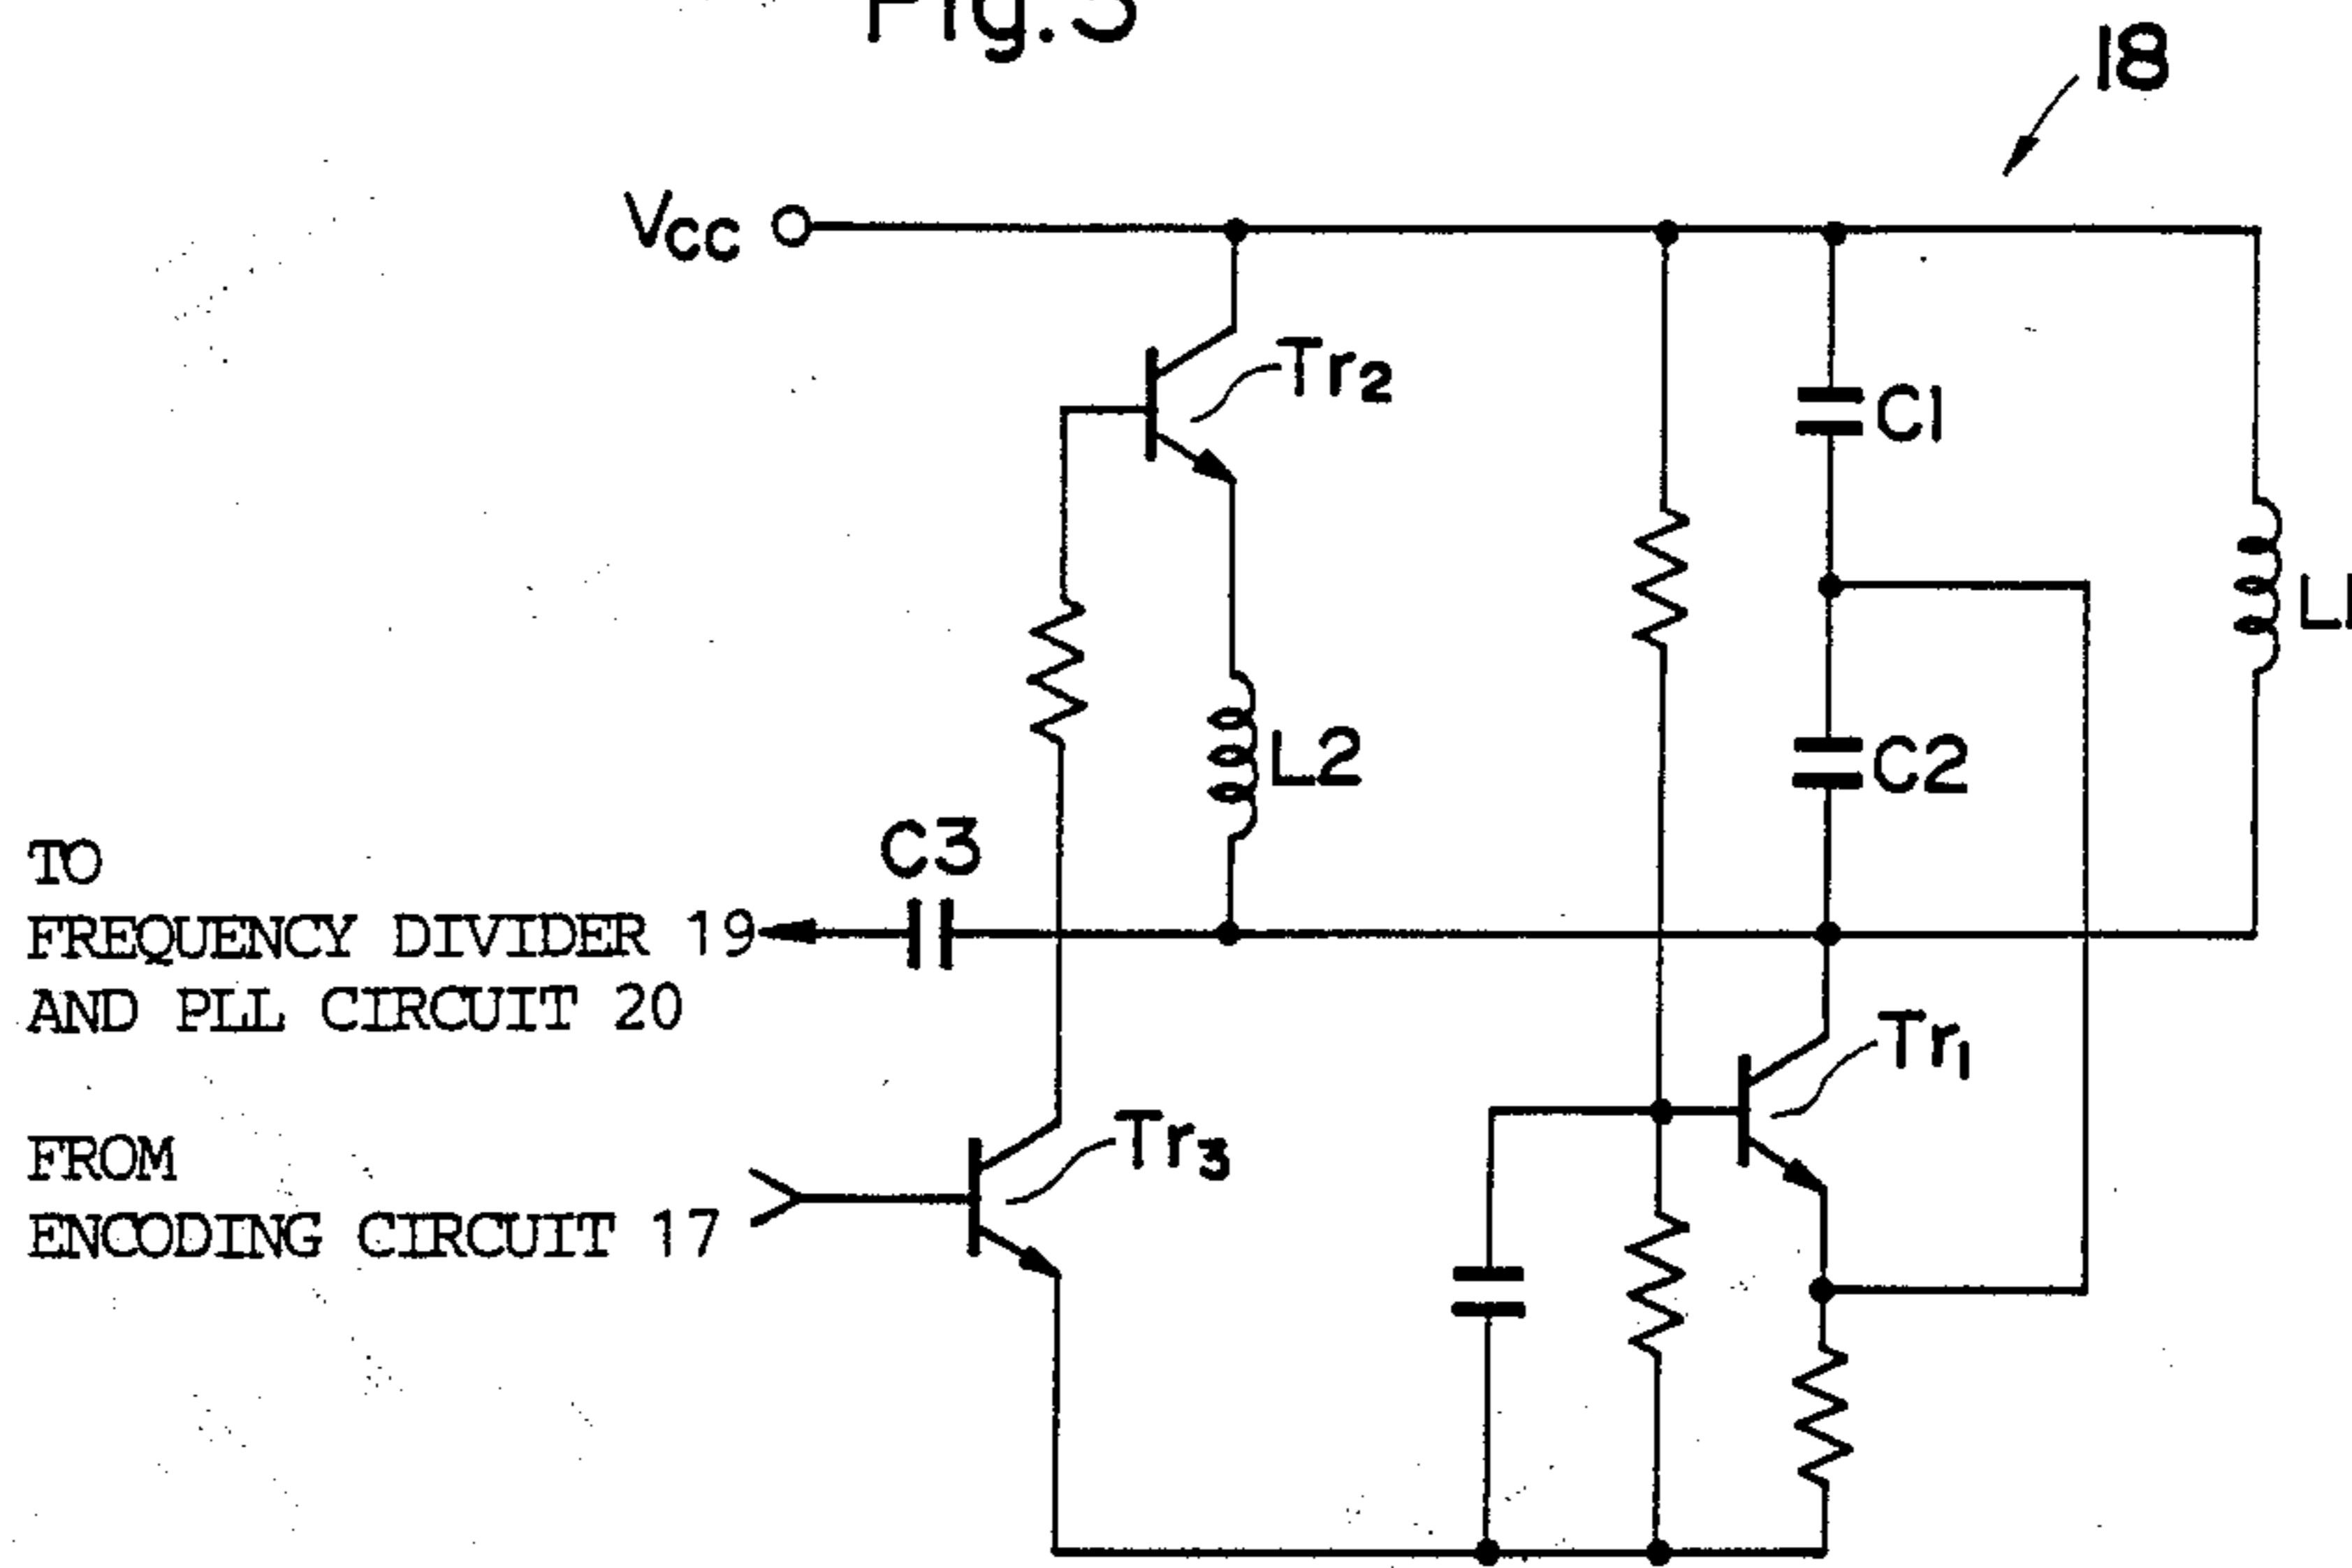 Fig.5
18
Vcc
Tr2
C1
L1
L2
C2
C3
TO
FREQUENCY DIVIDER 19
AND PLL CIRCUIT 20
Tr1
Tr3
FROM
ENCODING CIRCUIT 17